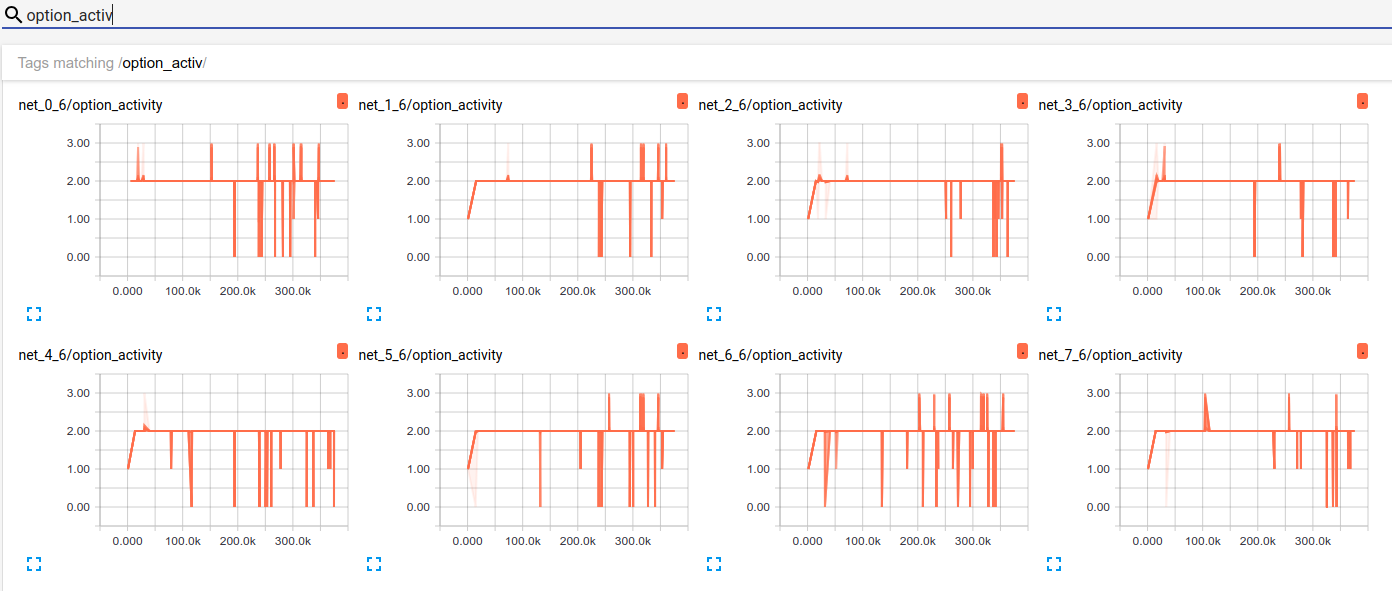 option_activ
Tags matching /option_activ/
net_0_6/option_activity net_1_6/option_activity net_2_6/option_activity net_3_6/option_activity
3.00 3.00 3.00 3.00
2.00 2.00 2.00 2.00
1.00 1.00 1.00 1.00
0.00 0.00 0.00 0.00
0.000 100.0k 200.0k 300.0k 0.000 100.0k 200.0k 300.0k 0.000 100.0k 200.0k 300.0k 0.000 100.0k 200.0k 300.0k
net_4_6/option_activity net_5_6/option_activity net_6_6/option_activity net_7_6/option_activity
3.00 3.00 3.00 3.00
2.00 2.00 2.00 2.00
1.00 1.00 1.00 1.00
0.00 0.00 0.00 0.00
0.000 100.0k 200.0k 300.0k 0.000 100.0k 200.0k 300.0k 0.000 100.0k 200.0k 300.0k 0.000 100.0k 200.0k 300.0k